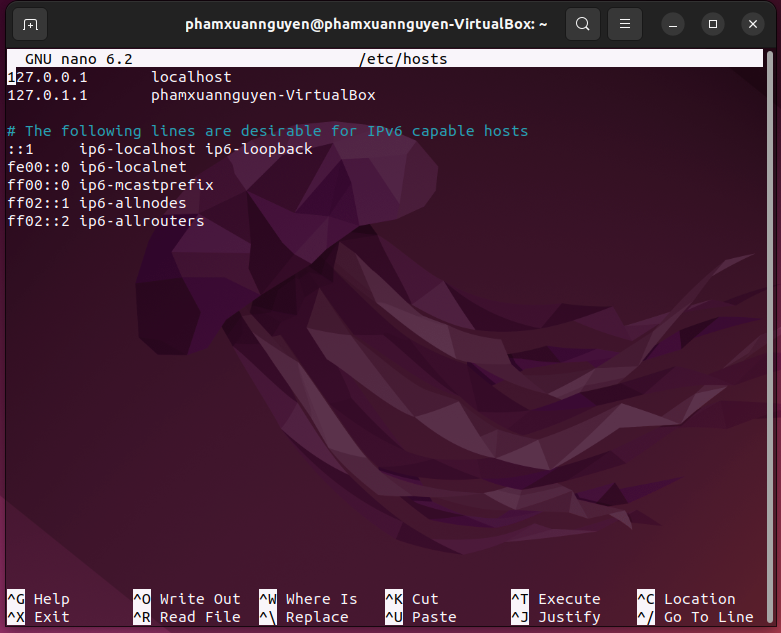 phamxuannguyen@phamxuannguyen-VirtualBox: ~
GNU nano 6.2 /etc/hosts
127.0.0.1 localhost
127.0.1.1 phamxuannguyen-VirtualBox
# The following lines are desirable for IPv6 capable hosts
::1 ip6-localhost ip6-loopback
fe00::0 ip6-localnet
ff00::0 ip6-mcastprefix
ff02::1 ip6-allnodes
ff02::2 ip6-allrouters
^G Help ^O Write Out ^W Where Is ^K Cut ^T Execute ^C Location
^X Exit ^R Read File ^\ Replace ^U Paste ^J Justify ^/ Go To Line